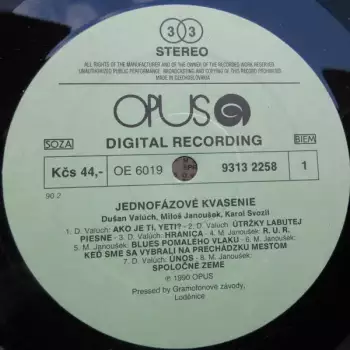 33
STEREO
ALL RIGHTS OF THE MANUFACTURER AND OF THE OWNER OF THE RECORDED WORK RESERVED.
UNAUTHORIZED PUBLIC PERFORMANCE, BROADCASTING AND COPYING OF THIS RECORD PROHIBITED.
MADE IN CZECHOSLOVAKIA
OPUS
DIGITAL RECORDING
SOZA
BIEM
Kčs 44,-
OE 6019
9313 2258
1
90 2
JEDNOFÁZOVÉ KVASENIE
Dušan Valúch, Miloš Janoušek, Karol Svozil
1. D. Valúch: AKO JE TI, YETI? - 2. D. Valúch: ÚTRŽKY LABUTEJ
PIESNE - 3. D. Valúch: HRANICA - 4. M. Janoušek: R. U. R.
5. M. Janoušek: BLUES POMALÉHO VLAKU - 6. M. Janoušek:
KEĎ SME SA VYBRALI NA PRECHÁDZKU MESTOM
7. D. Valúch: ÚNOS - 8. M. Janoušek:
SPOLOČNÉ ZEME
℗ 1990 OPUS
Pressed by Gramofonové závody,
Loděnice